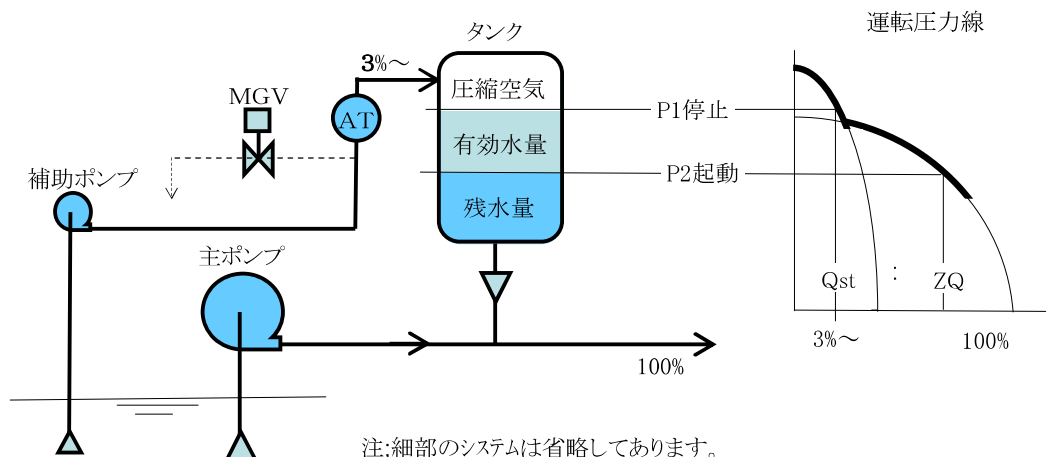 運転圧力線
タンク
3%～
圧縮空気
MGV
AT
P1停止
有効水量
P2起動
補助ポンプ
残水量
主ポンプ
Qst
:
ZQ
3%～
100%
100%
注;細部のシステムは省略してあります。